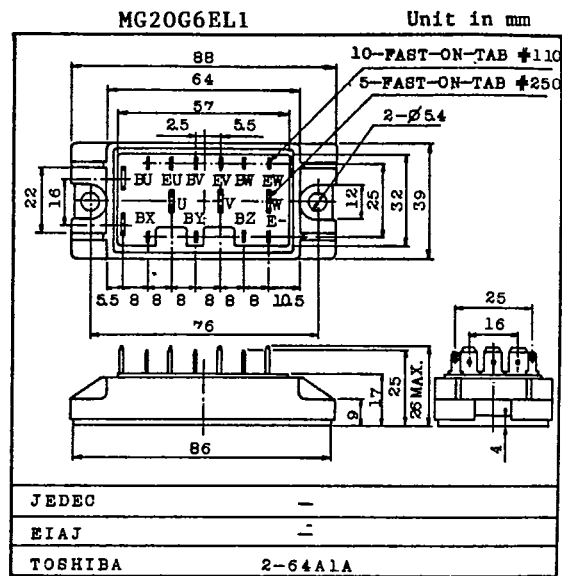 MG20G6EL1 Unit in mm
88
10-FAST-ON-TAB #110
64
5-FAST-ON-TAB #250
57
2.5 5.5
2-Ø5.4
BU EU BV EV BW EW
22 16
U V W
12 25 32 39
BX BY BZ E-
5.5 8 8 8 8 8 8 10.5
76
25
16
9 17 25 26 MAX.
4
86
JEDEC —
EIAJ —
TOSHIBA 2-64A1A